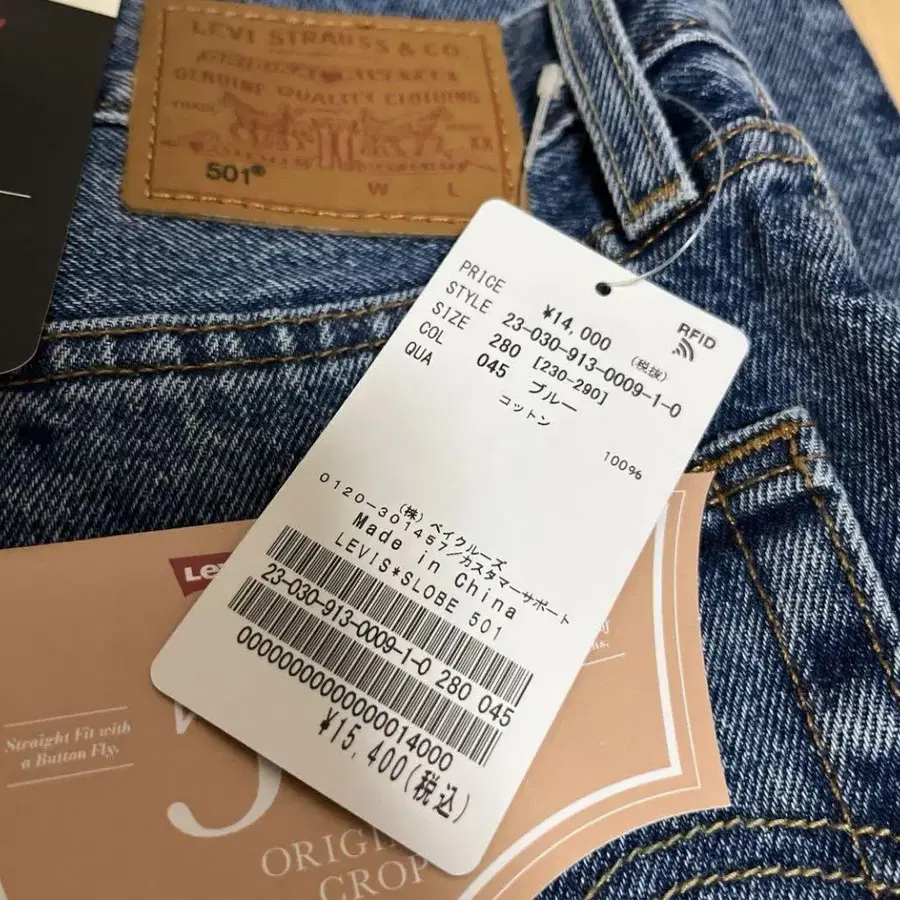 LEVI STRAUSS & CO.
GENUINE QUALITY CLOTHING
TRADE
XX
501®
W L
RFID
PRICE ¥14,000 (税抜)
STYLE 23-030-913-0009-1-0
SIZE 280 [230-290]
COL 045 ブルー
QUA コットン 100%
(株) ベイクルーズ
0120-301457/カスタマーサポート
Made in China
LEVIS*SLOBE 501
23-030-913-0009-1-0 280 045
00000000000000014000
¥15,400(税込)
Straight Fit with
a Button Fly.
ORIGI
CROP